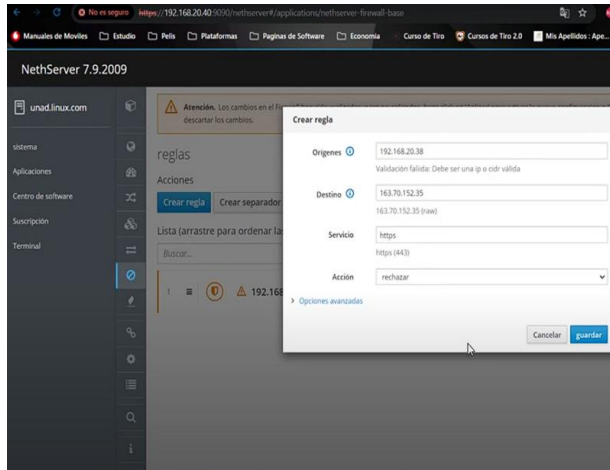 No es seguro https://192.168.20.40:9090/nethserver#/applications/nethserver-firewall-base
Manuales de Moviles Estudio Pelis Plataformas Paginas de Software Economia Curso de Tiro Cursos de Tiro 2.0 Mis Apellidos : Ape...
NethServer 7.9.2009
unad.linux.com
sistema
Aplicaciones
Centro de software
Suscripción
Terminal
Atención. Los cambios en el
descartar los cambios.
reglas
Acciones
Crear regla Crear separador
Lista (arrastre para ordenar la
Buscar...
1 192.168
Crear regla
Orígenes 192.168.20.38
Validación fallida: Debe ser una ip o cidr válida
Destino 163.70.152.35
163.70.152.35 (raw)
Servicio https
https (443)
Acción rechazar
Opciones avanzadas
Cancelar guardar